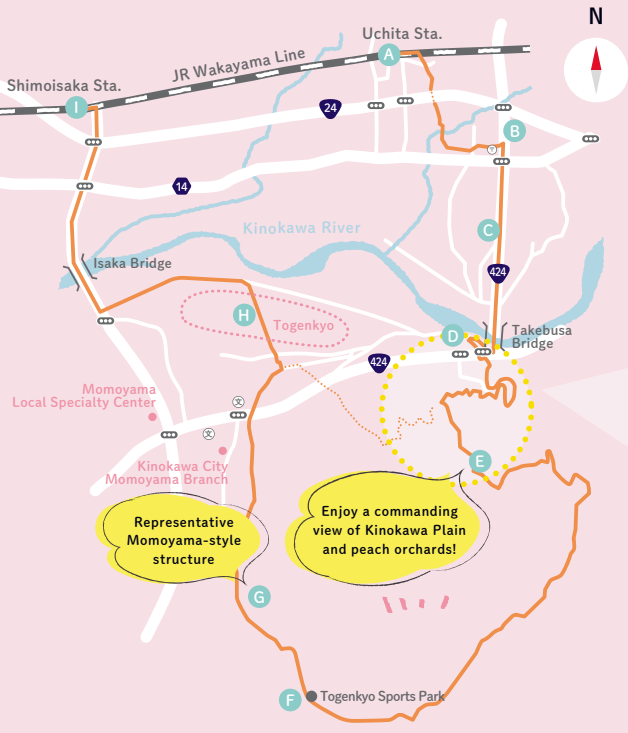 N
Uchita Sta.
A
JR Wakayama Line
Shimoisaka Sta.
I
24
B
14
C
Kinokawa River
Isaka Bridge
424
H
Togenkyo
D
Takebusa
Bridge
424
Momoyama
Local Specialty Center
文
文
Kinokawa City
Momoyama Branch
E
Representative
Momoyama-style
structure
Enjoy a commanding
view of Kinokawa Plain
and peach orchards!
G
F
Togenkyo Sports Park